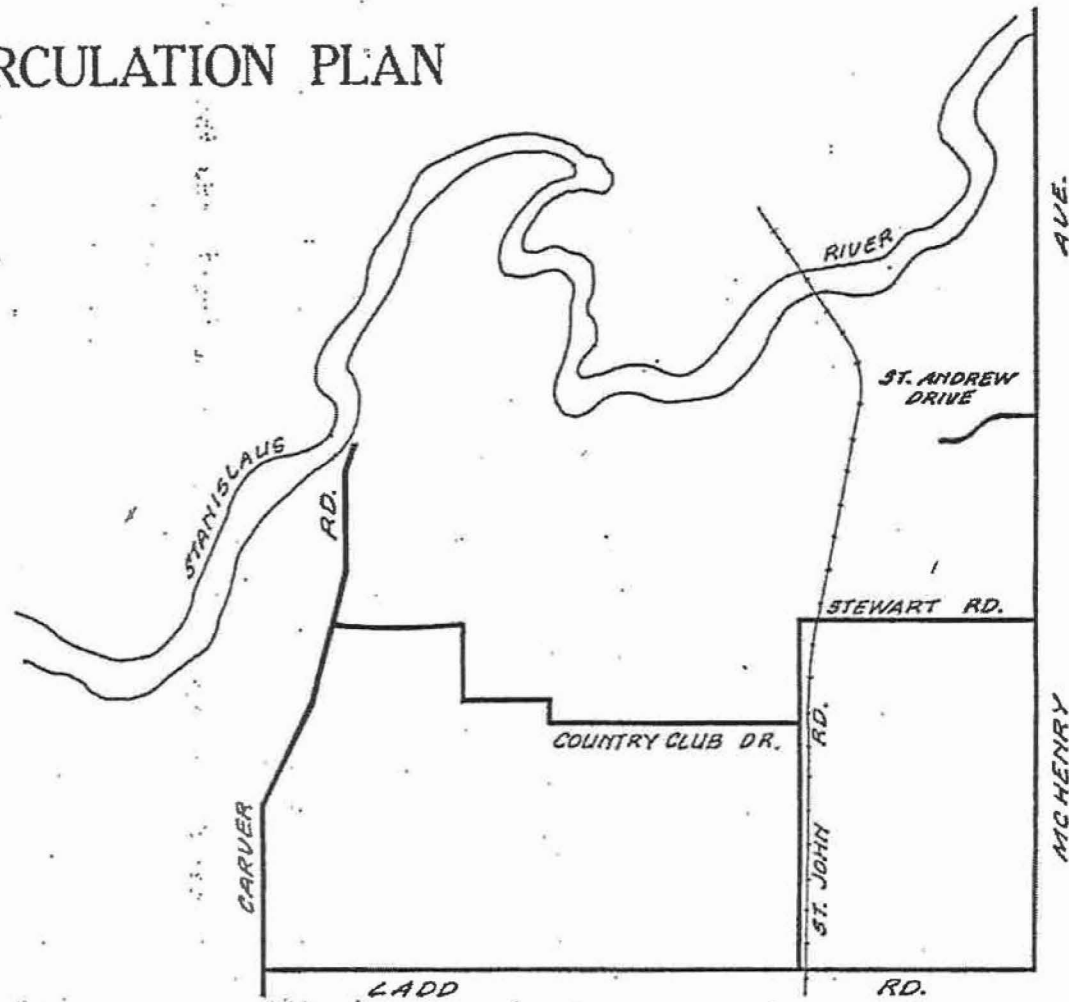 RCULATION PLAN
RIVER
AVE.
ST. ANDREW
DRIVE
STANISLAUS
RD.
STEWART RD.
COUNTRY CLUB DR.
RD.
MCHENRY
CARVER
ST. JOHN
LADD
RD.